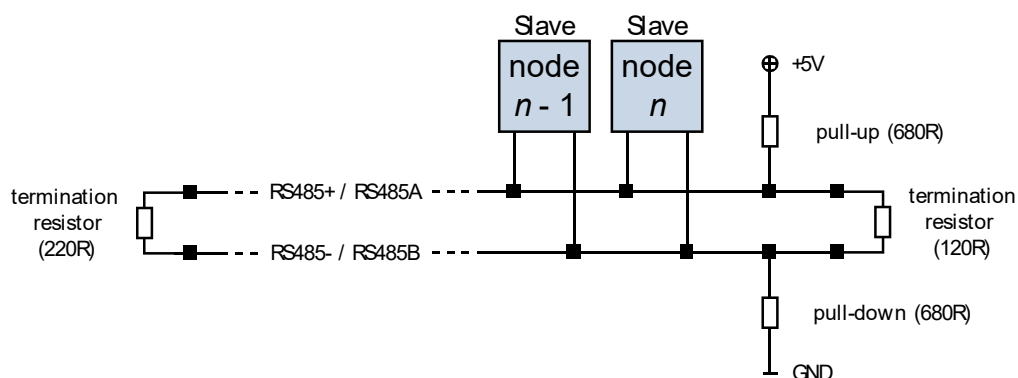 Slave
Slave
node
n - 1
node
n
+5V
pull-up (680R)
termination
resistor
(220R)
RS485+ / RS485A
RS485- / RS485B
termination
resistor
(120R)
pull-down (680R)
GND